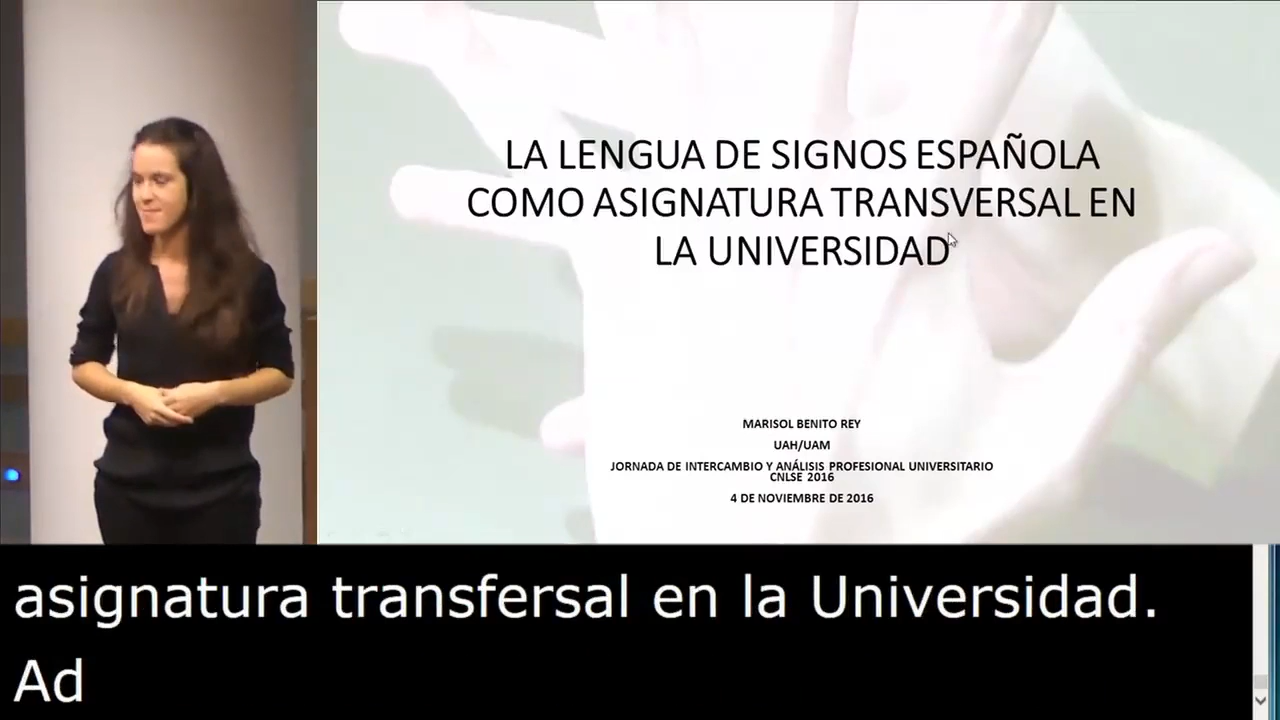 LA LENGUA DE SIGNOS ESPAÑOLA
COMO ASIGNATURA TRANSVERSAL EN
LA UNIVERSIDAD
MARISOL BENITO REY
UAH/UAM
JORNADA DE INTERCAMBIO Y ANÁLISIS PROFESIONAL UNIVERSITARIO
CNLSE 2016
4 DE NOVIEMBRE DE 2016
asignatura transfersal en la Universidad.
Ad